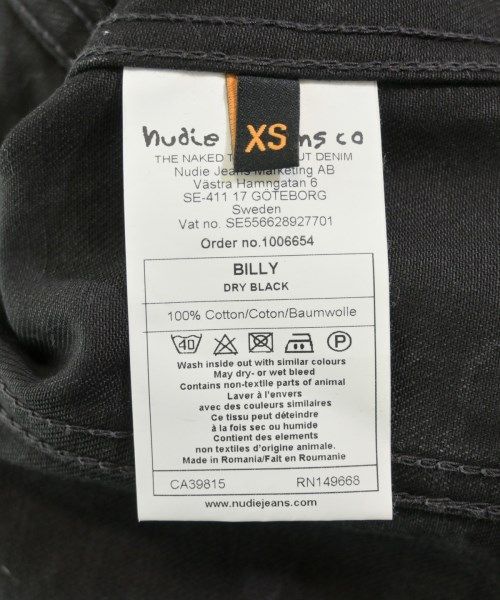 nudie ns co
XS
THE NAKED T UT DENIM
Nudie Jeans Marketing AB
Västra Hamngatan 6
SE-411 17 GÖTEBORG
Sweden
Vat no. SE556628927701
Order no.1006654
BILLY
DRY BLACK
100% Cotton/Coton/Baumwolle
40 P
Wash inside out with similar colours
May dry- or wet bleed
Contains non-textile parts of animal
Laver à l'envers
avec des couleurs similaires
Ce tissu peut déteindre
à la fois sec ou humide
Contient des elements
non textiles d'origine animale.
Made in Romania/Fait en Roumanie
CA39815 RN149668
www.nudiejeans.com